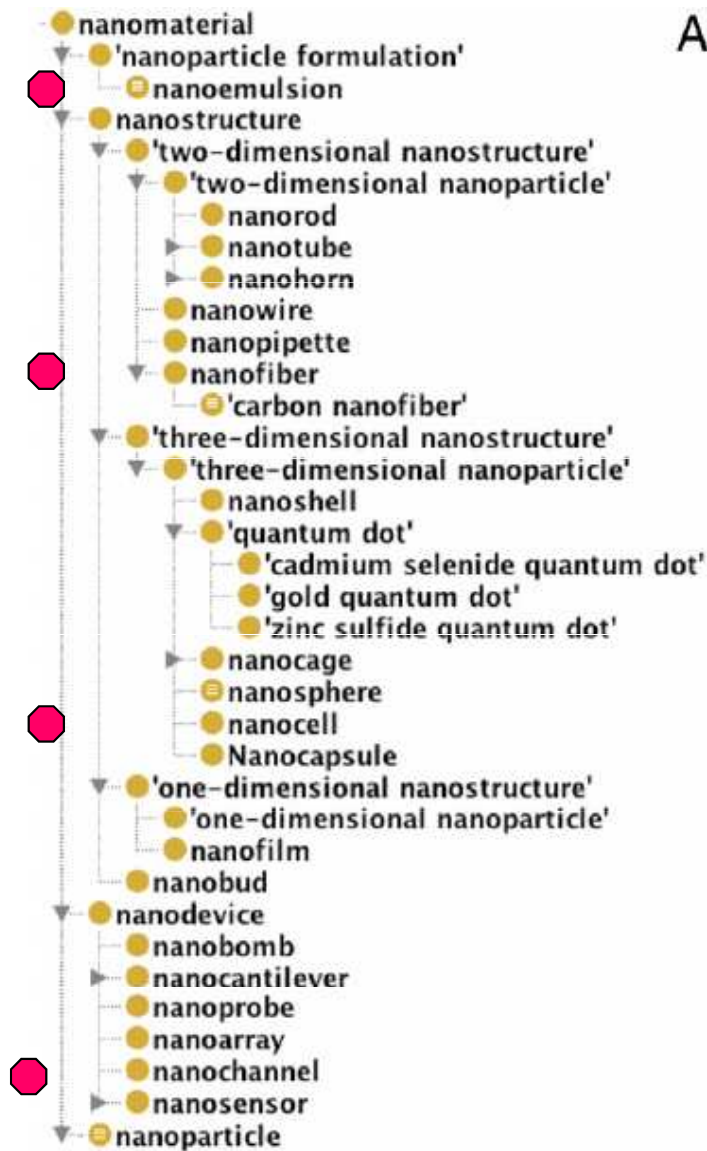 A
nanomaterial
'nanoparticle formulation'
nanoemulsion
nanostructure
'two-dimensional nanostructure'
'two-dimensional nanoparticle'
nanorod
nanotube
nanohorn
nanowire
nanopipette
nanofiber
'carbon nanofiber'
'three-dimensional nanostructure'
'three-dimensional nanoparticle'
nanoshell
'quantum dot'
'cadmium selenide quantum dot'
'gold quantum dot'
'zinc sulfide quantum dot'
nanocage
nanosphere
nanocell
Nanocapsule
'one-dimensional nanostructure'
'one-dimensional nanoparticle'
nanofilm
nanobud
nanodevice
nanobomb
nanocantilever
nanoprobe
nanoarray
nanochannel
nanosensor
nanoparticle